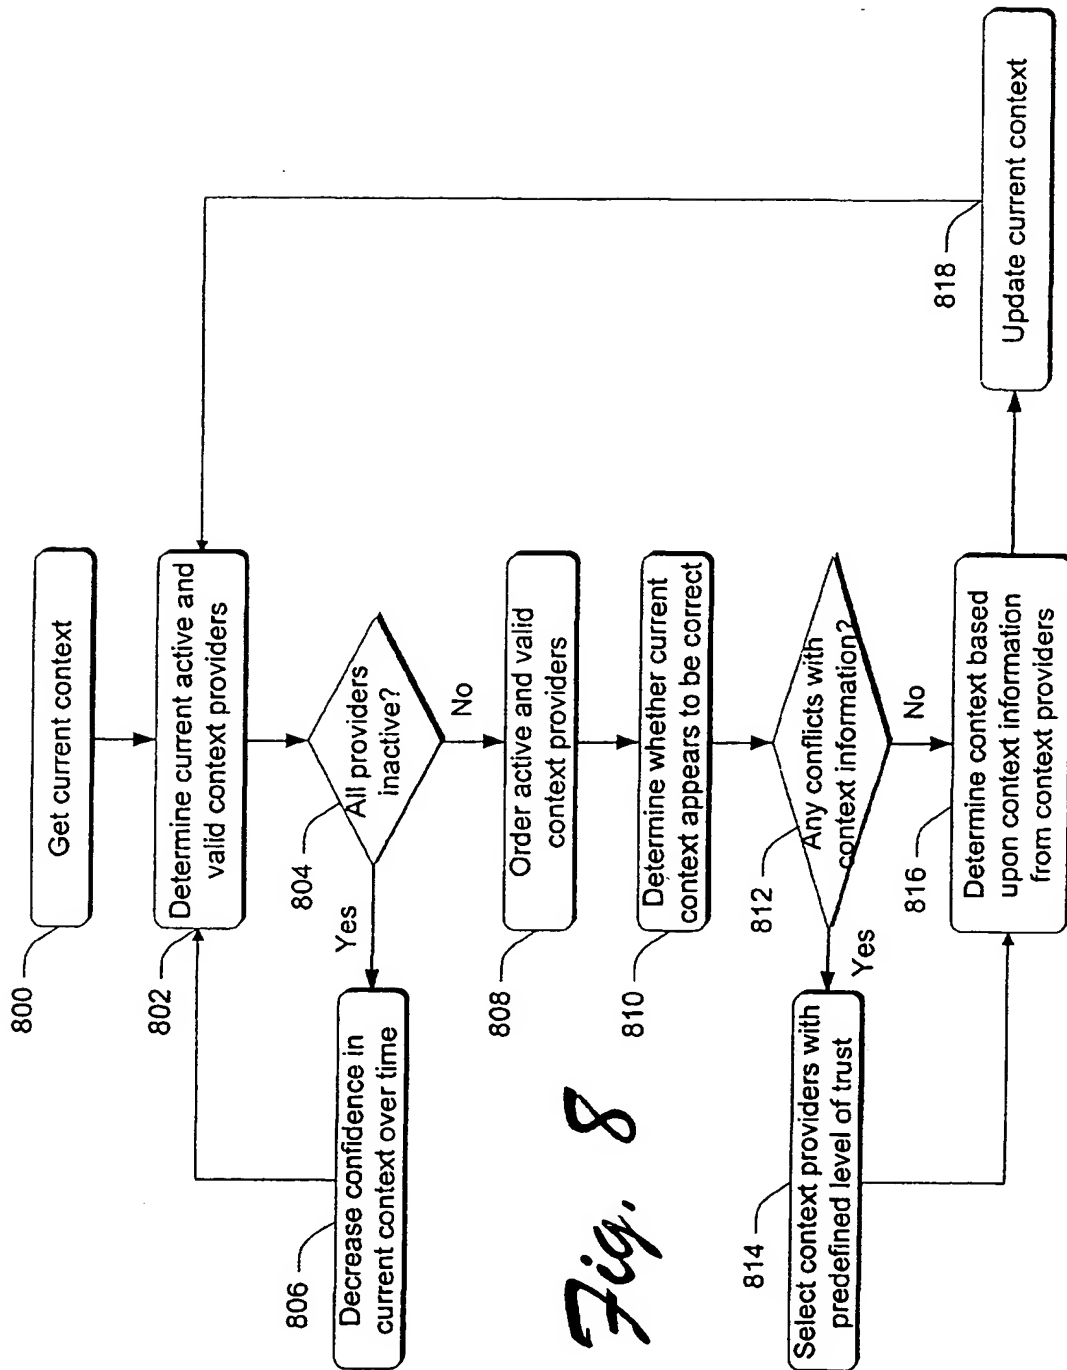 800
Get current context
802
Determine current active and
valid context providers
804
All providers
inactive?
Yes
No
806
Decrease confidence in
current context over time
808
Order active and valid
context providers
810
Determine whether current
context appears to be correct
812
Any conflicts with
context information?
Yes
No
814
Select context providers with
predefined level of trust
816
Determine context based
upon context information
from context providers
818
Update current context
Fig. 8